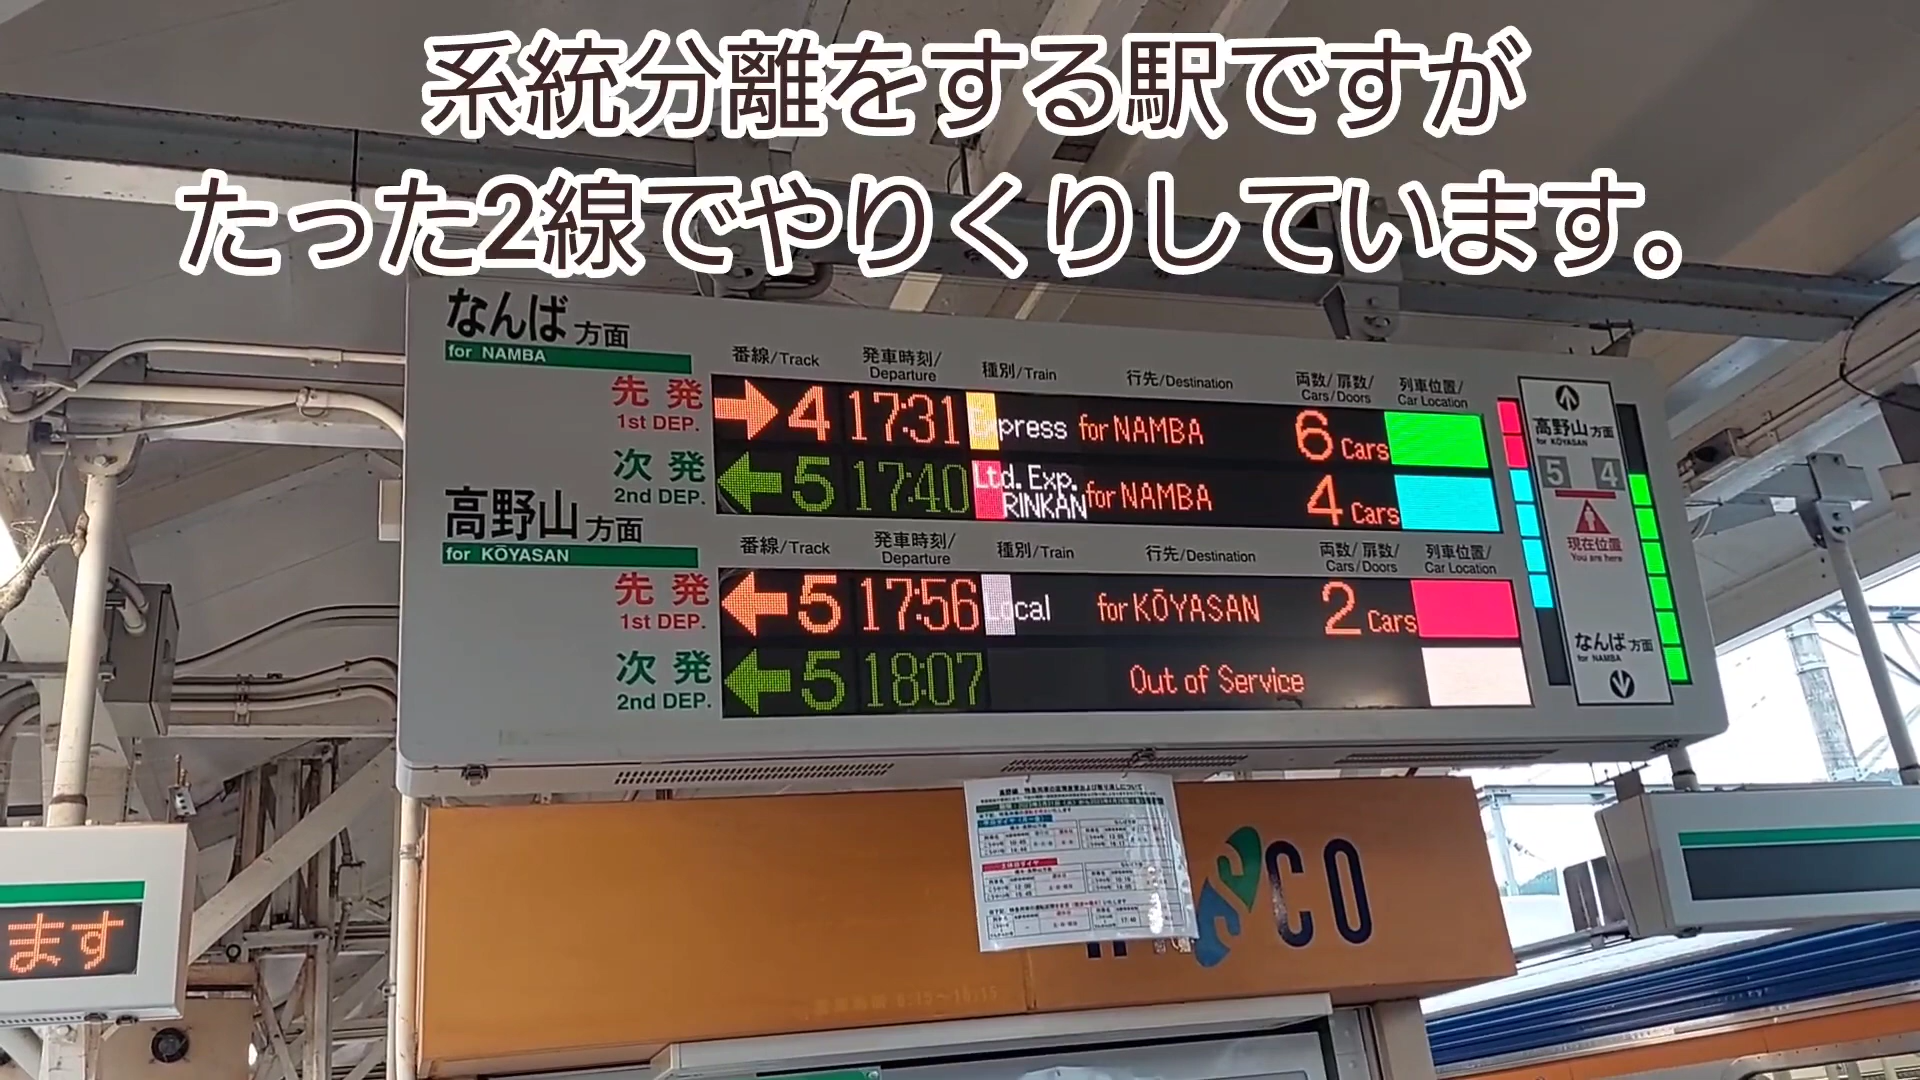 系統分離をする駅ですが
たった2線でやりくりしています。
なんば方面
for NAMBA
番線/Track 発車時刻/Departure 種別/Train 行先/Destination 両数/扉数/Cars/Doors 列車位置/Car Location
先発 1st DEP. → 4 17:31 Express for NAMBA 6 Cars
次発 2nd DEP. ← 5 17:40 Ltd. Exp. RINKAN for NAMBA 4 Cars
高野山方面
for KŌYASAN
番線/Track 発車時刻/Departure 種別/Train 行先/Destination 両数/扉数/Cars/Doors 列車位置/Car Location
先発 1st DEP. ← 5 17:56 Local for KŌYASAN 2 Cars
次発 2nd DEP. ← 5 18:07 Out of Service
高野山方面
for KŌYASAN
5 4
現在位置
You are here
なんば方面
for NAMBA
ます
SCO